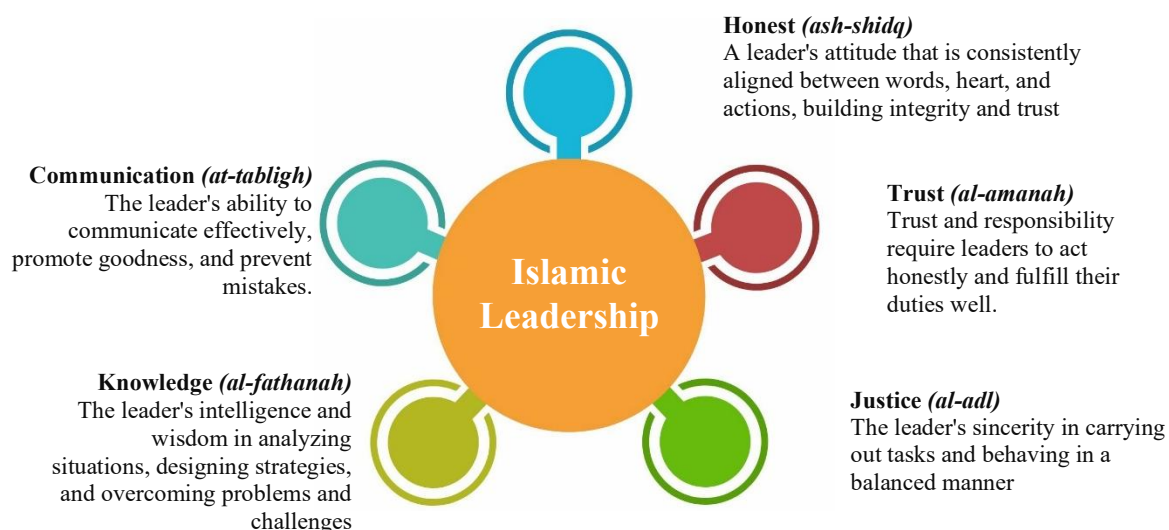 Honest (ash-shidq)
A leader's attitude that is consistently
aligned between words, heart, and
actions, building integrity and trust
Communication (at-tabligh)
The leader's ability to
communicate effectively,
promote goodness, and prevent
mistakes.
Trust (al-amanah)
Trust and responsibility
require leaders to act
honestly and fulfill their
duties well.
Islamic
Leadership
Knowledge (al-fathanah)
The leader's intelligence and
wisdom in analyzing
situations, designing strategies,
and overcoming problems and
challenges
Justice (al-adl)
The leader's sincerity in carrying
out tasks and behaving in a
balanced manner